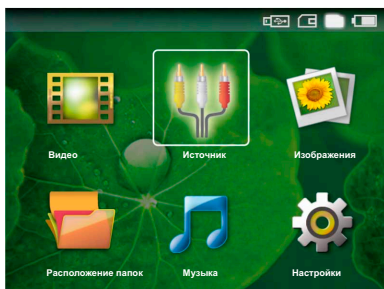 Видео
Источник
Изображения
Расположение папок
Музыка
Настройки